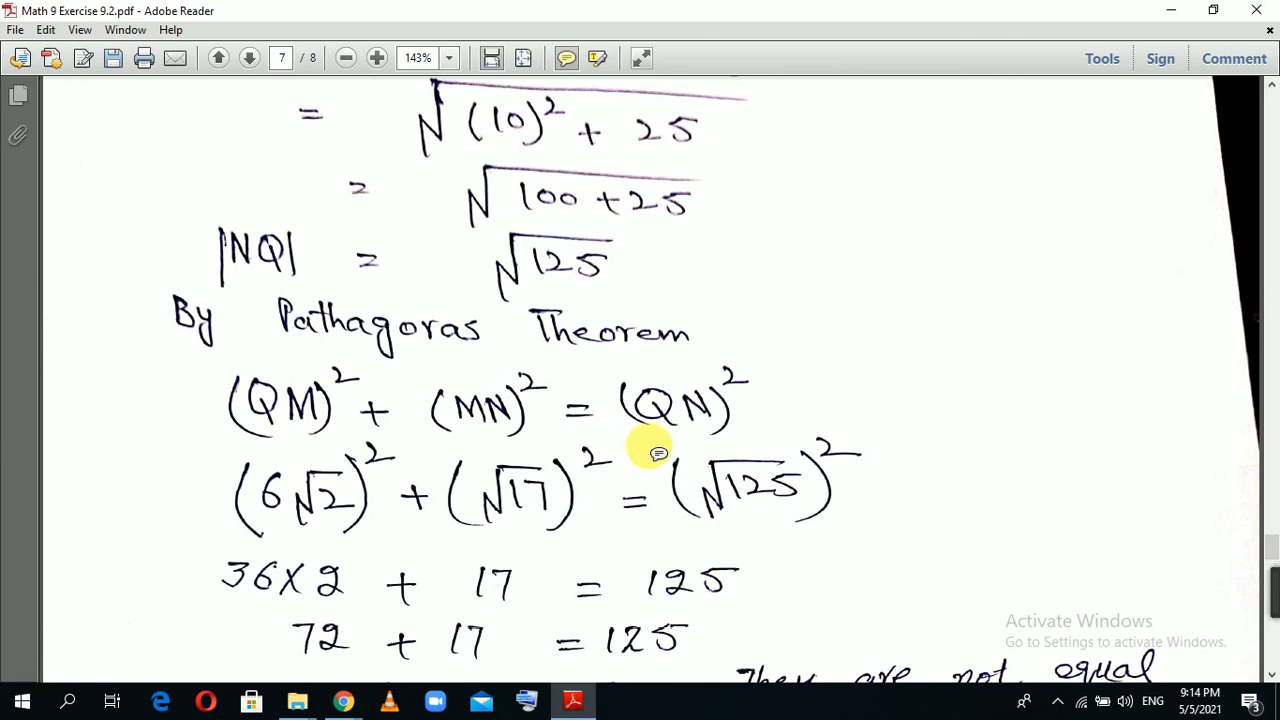 Math 9 Exercise 9.2.pdf - Adobe Reader
File Edit View Window Help
7 / 8 143% Tools Sign Comment
= √(10)² + 25
= √100 + 25
|NQ| = √125
By Pathagoras Theorem
(QM)² + (MN)² = (QN)²
(6√2)² + (√17)² = (√125)²
36×2 + 17 = 125
72 + 17 = 125
They are not equal
Activate Windows
Go to Settings to activate Windows.
9:14 PM
ENG
5/5/2021
3